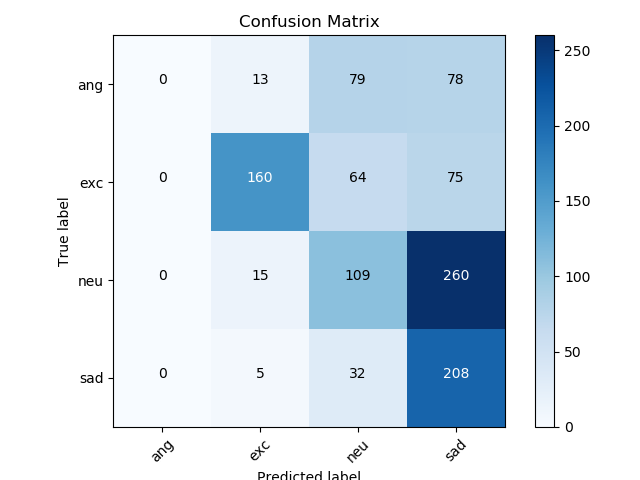 Confusion Matrix
True label
ang 0 13 79 78
exc 0 160 64 75
neu 0 15 109 260
sad 0 5 32 208
ang exc neu sad
Predicted label
250
200
150
100
50
0